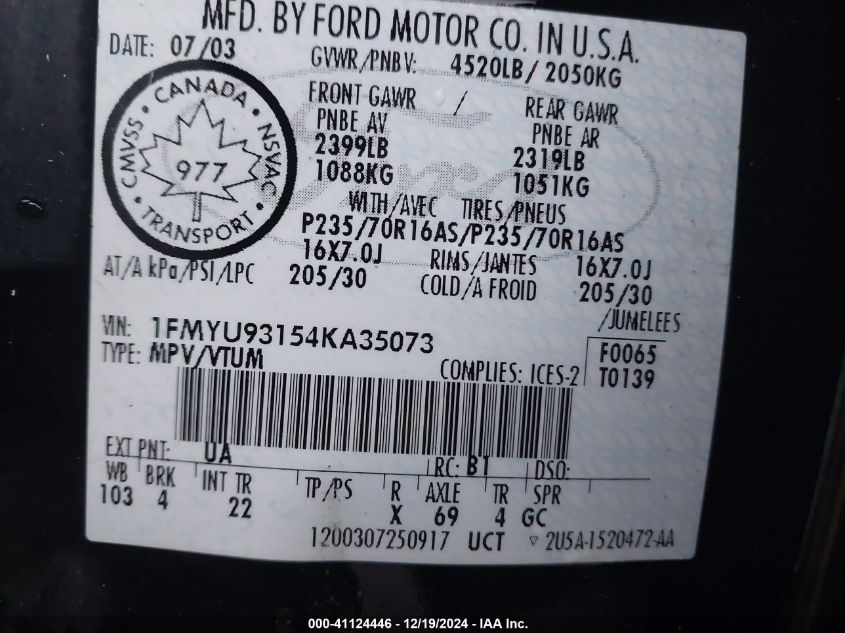 MFD. BY FORD MOTOR CO. IN U.S.A.
DATE: 07/03 GVWR/PNBV: 4520LB/ 2050KG
FRONT GAWR / REAR GAWR
PNBE AV PNBE AR
2399LB 2319LB
1088KG 1051KG
CMVSS • CANADA • NSVAC • TRANSPORT •
977
Ford
WITH/AVEC TIRES/PNEUS
P235/70R16AS/P235/70R16AS
16X7.0J RIMS/JANTES 16X7.0J
AT/A kPa/PSI/LPC 205/30 COLD/A FROID 205/30
/JUMELEES
VIN: 1FMYU93154KA35073
TYPE: MPV/VTUM
F0065
COMPLIES: ICES-2 T0139
EXT PNT: UA RC: B1 DSO:
WB BRK INT TR TP/PS R AXLE TR SPR
103 4 22 X 69 4 GC
1200307250917 UCT ▽ 2U5A-1520472-AA
000-41124446 - 12/19/2024 - IAA Inc.